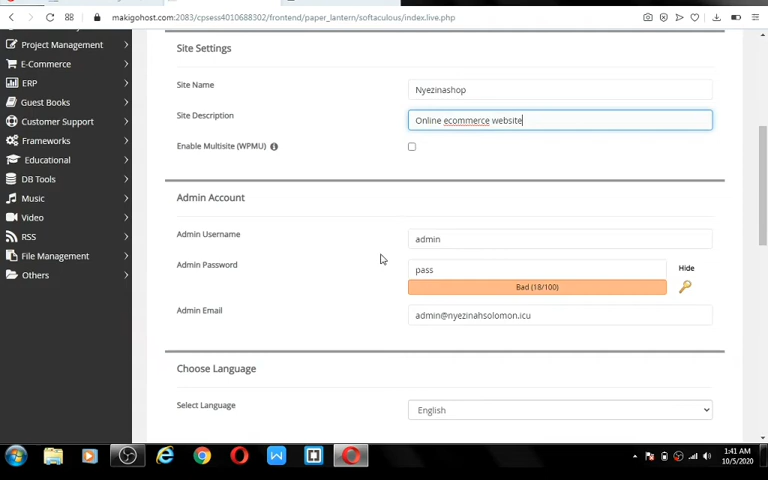 makigohost.com:2083/cpsess4010688302/frontend/paper_lantern/softaculous/index.live.php
Project Management
E-Commerce
ERP
Guest Books
Customer Support
Frameworks
Educational
DB Tools
Music
Video
RSS
File Management
Others
Site Settings
Site Name
Nyezinashop
Site Description
Online ecommerce website
Enable Multisite (WPMU)
Admin Account
Admin Username
admin
Admin Password
pass
Hide
Bad (18/100)
Admin Email
admin@nyezinahsolomon.icu
Choose Language
Select Language
English
1:41 AM
10/5/2020